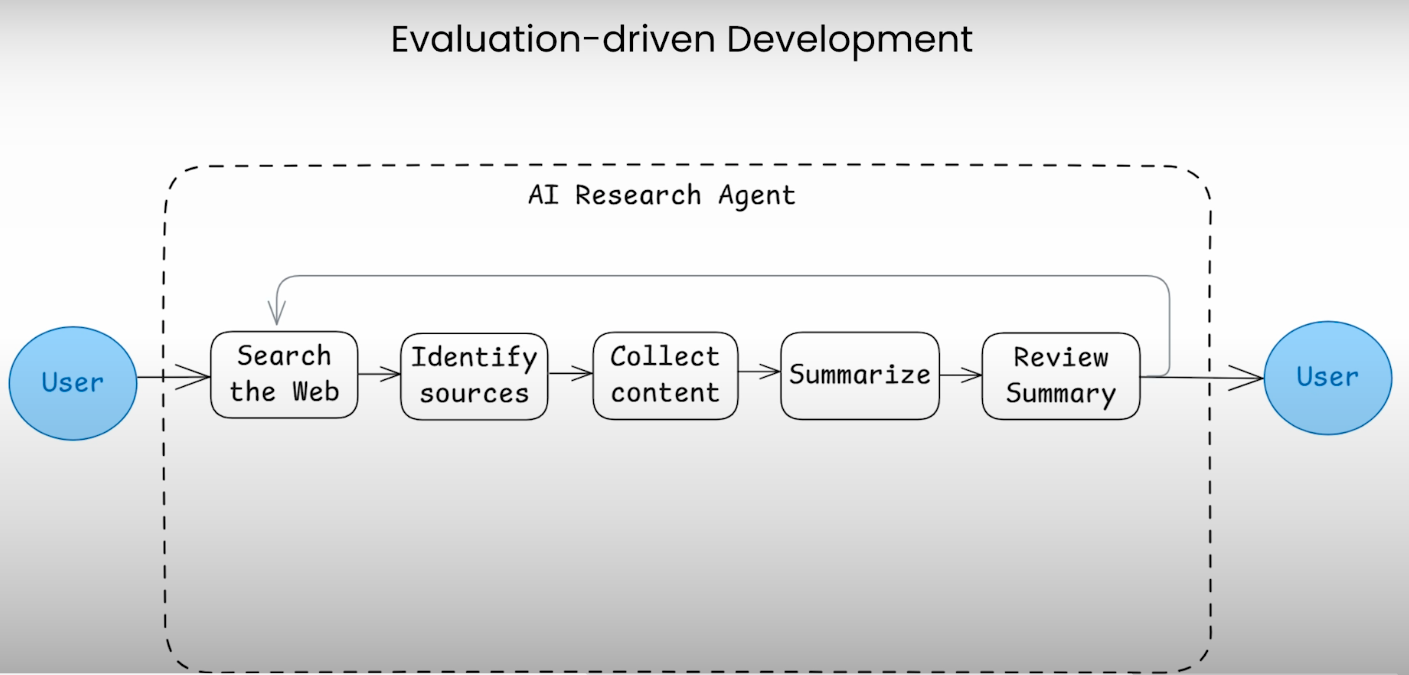 Evaluation-driven Development
AI Research Agent
User
Search
the Web
Identify
sources
Collect
content
Summarize
Review
Summary
User